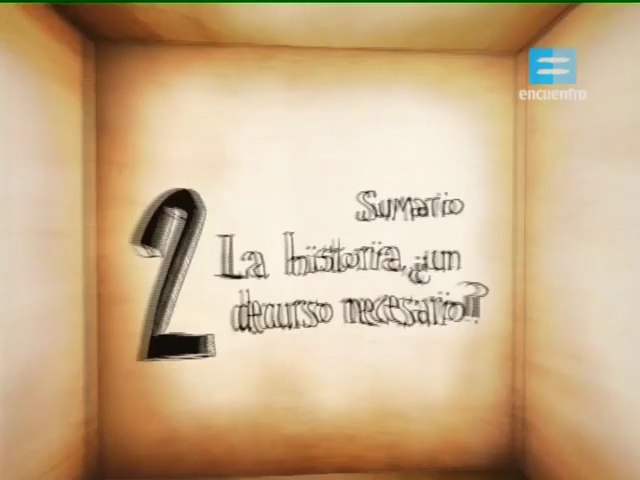 encuentro
2
Sumario
La historia, ¿un
decurso necesario?